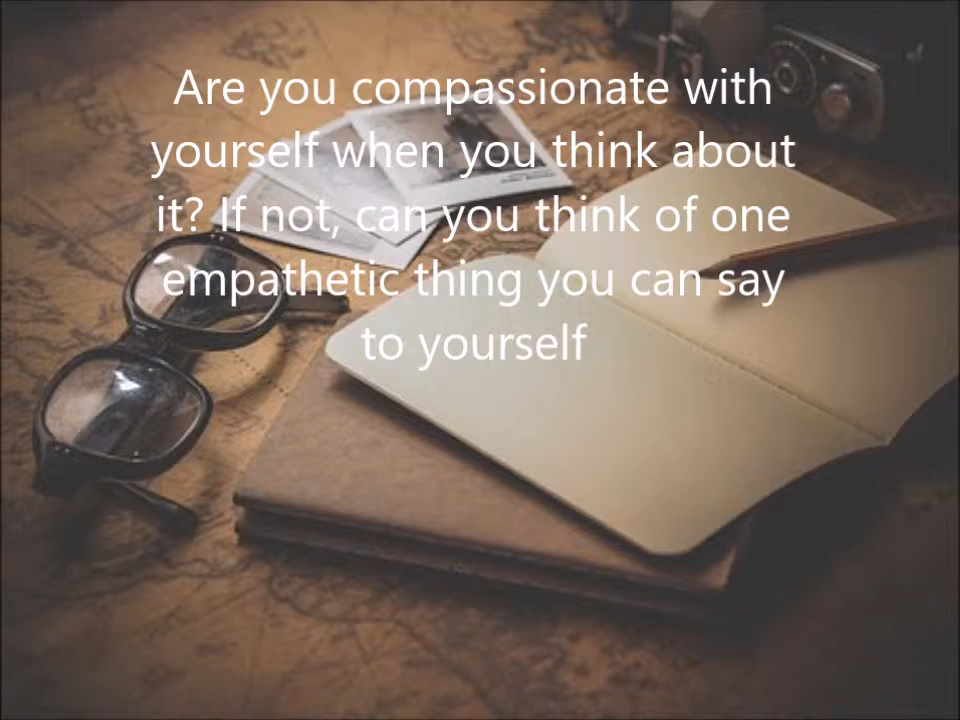 Are you compassionate with
yourself when you think about
it? If not, can you think of one
empathetic thing you can say
to yourself